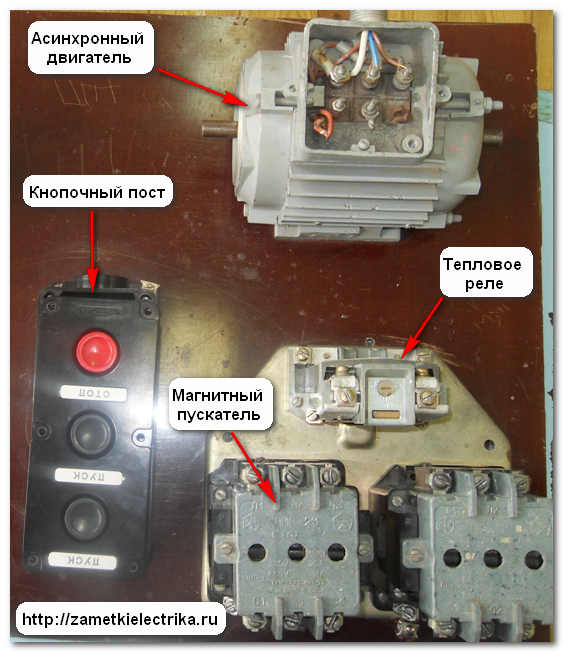 Асинхронный
двигатель
Кнопочный пост
Тепловое
реле
Магнитный
пускатель
СТОП
ПУСК
ПУСК
http://zametkielectrika.ru